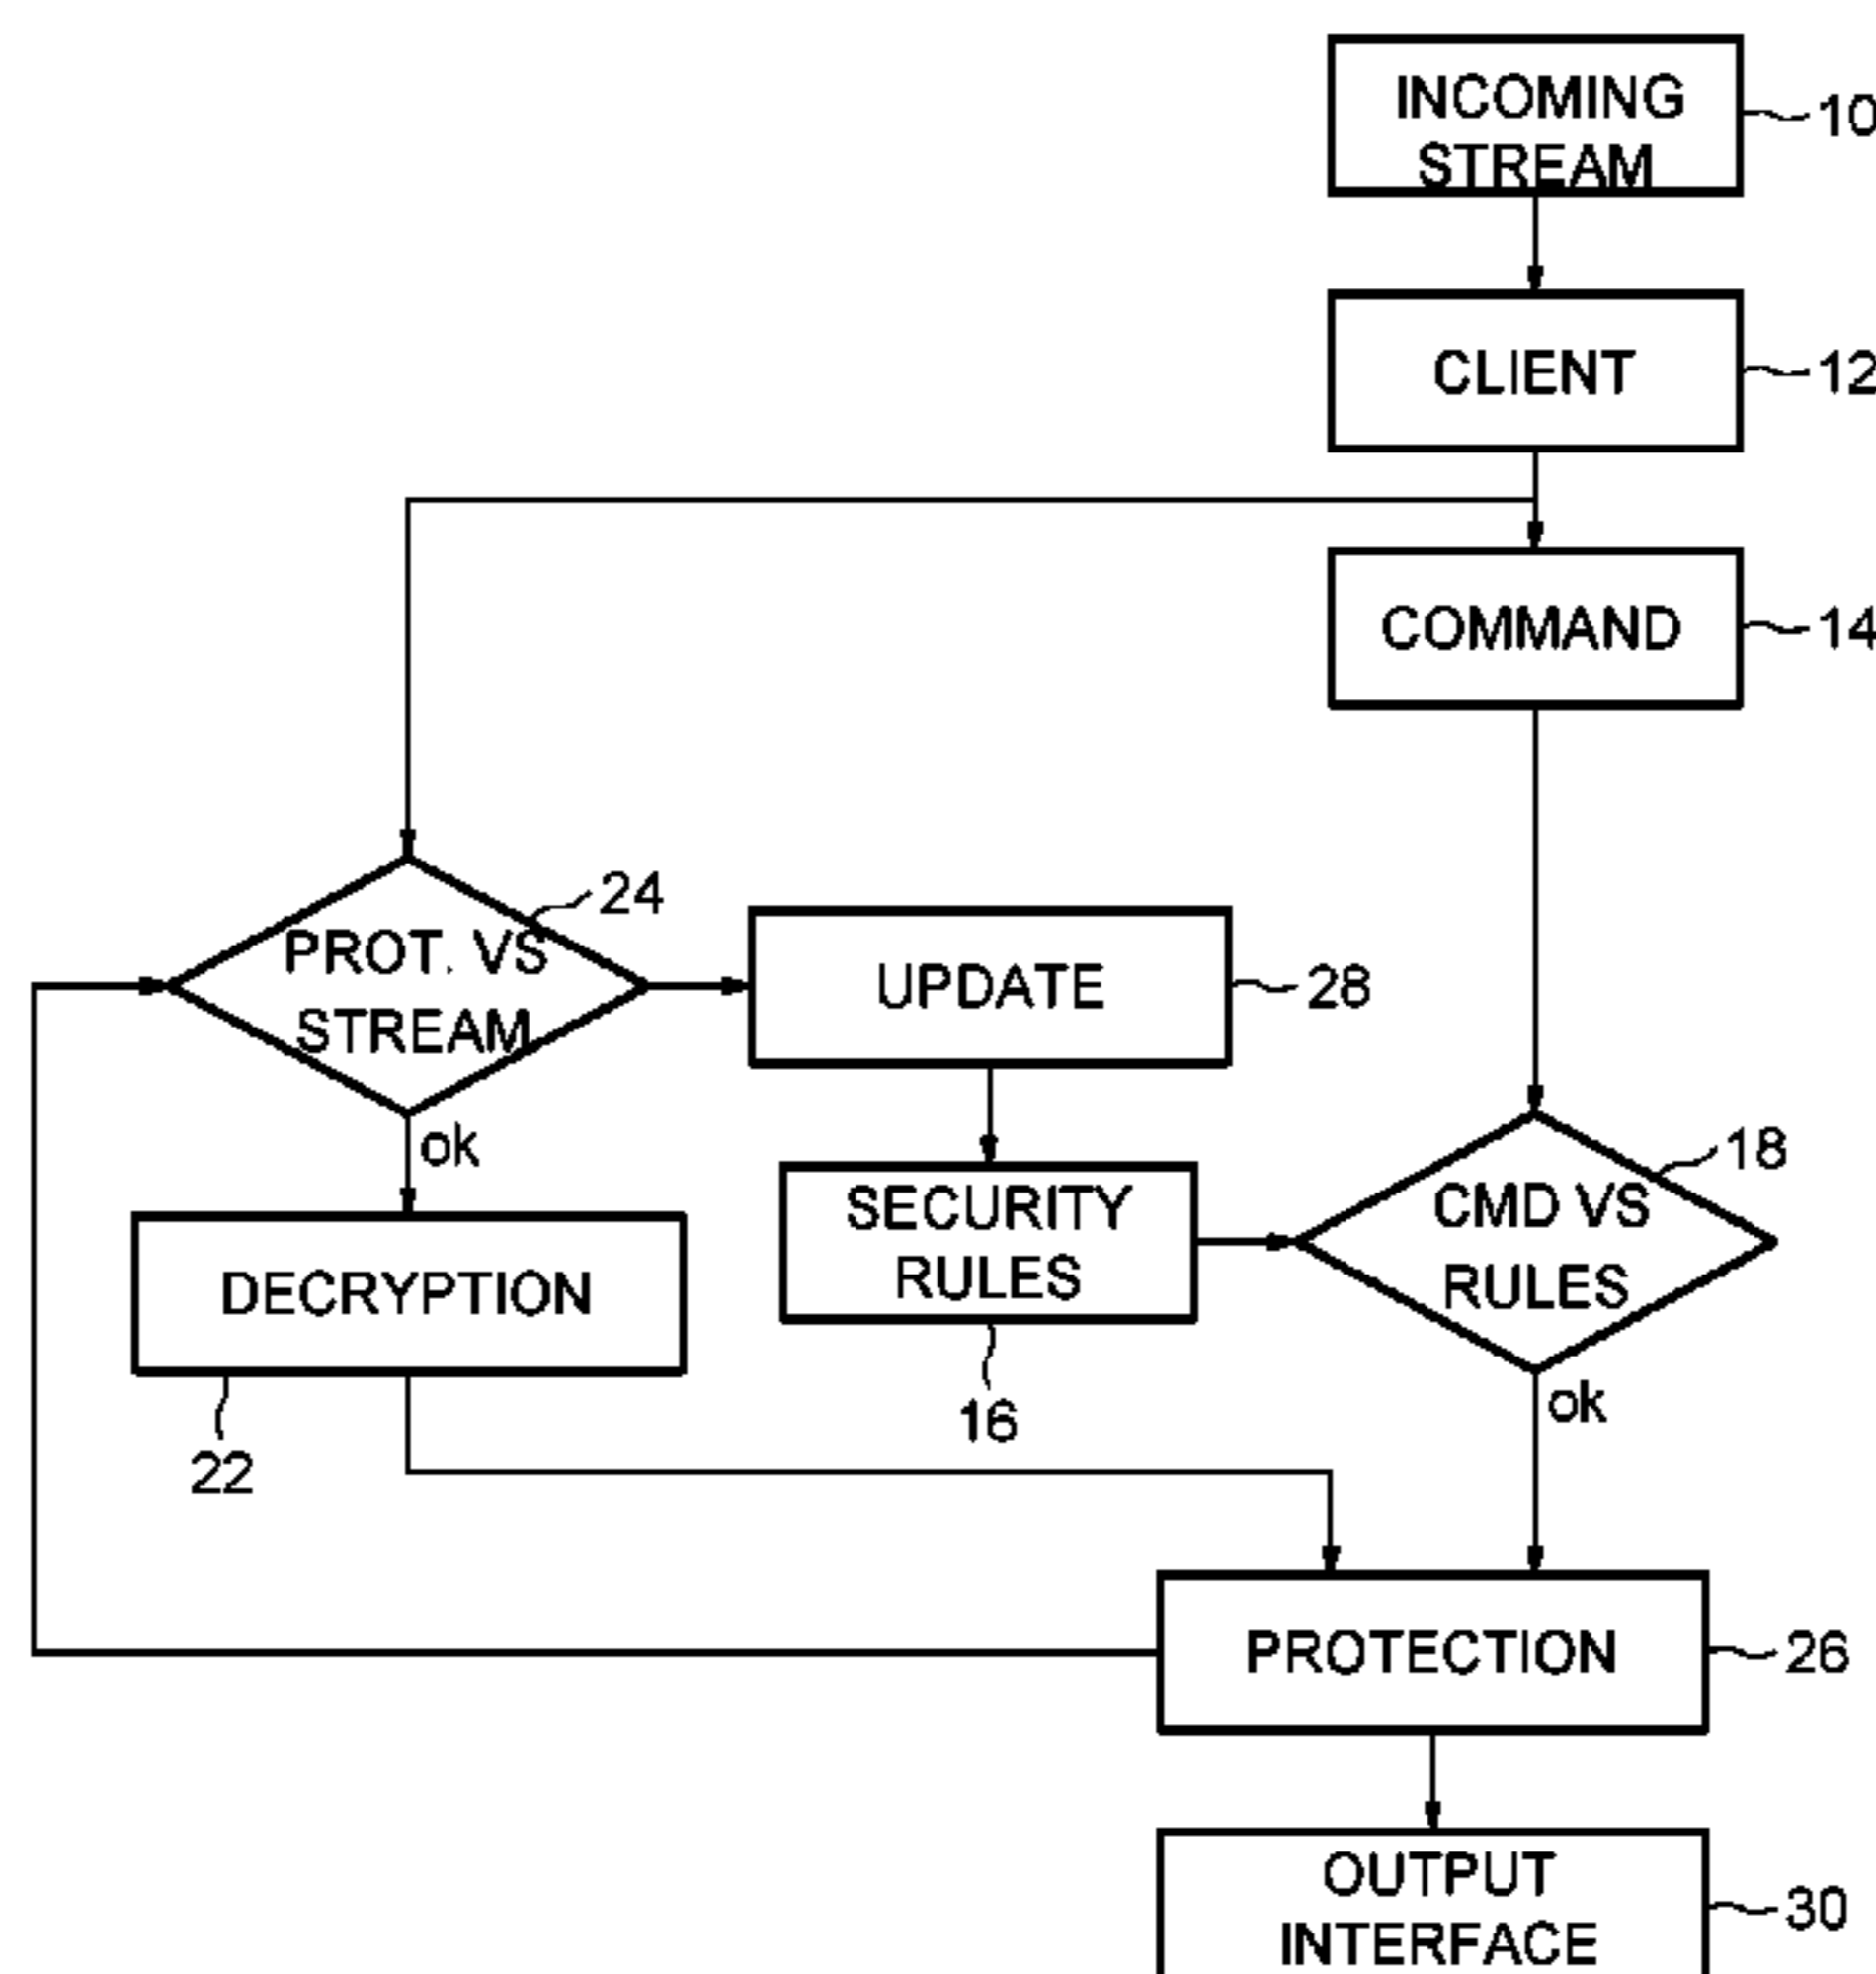 INCOMING
STREAM
10
CLIENT
12
COMMAND
14
24
PROT. VS
STREAM
UPDATE
28
ok
18
SECURITY
RULES
CMD VS
RULES
DECRYPTION
16
ok
22
PROTECTION
26
OUTPUT
INTERFACE
30